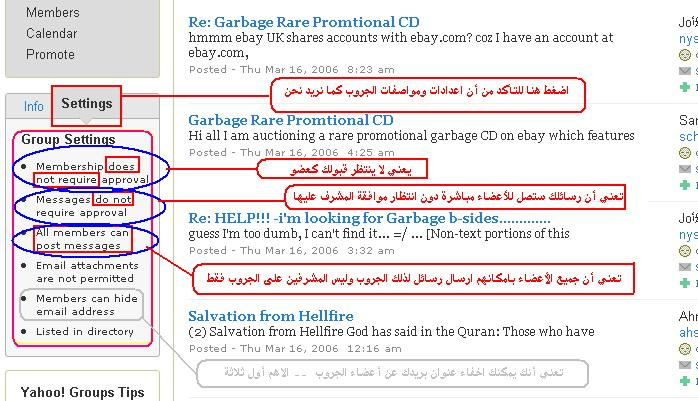 Members
Calendar
Promote
Info
Settings
Group Settings
Membership does
not require approval
Messages do not
require approval
All members can
post messages
Email attachments
are not permitted
Members can hide
email address
Listed in directory
Yahoo! Groups Tips
Re: Garbage Rare Promtional CD
hmmm ebay UK shares accounts with ebay.com? coz I have an account at
ebay.com,
Posted - Thu Mar 16, 2006 8:23 am
اضغط هنا للتأكد من أن اعدادات ومواصفات الجروب كما نريد نحن
Garbage Rare Promtional CD
Hi all I am auctioning a rare promotional garbage CD on ebay which features
Posted - Thu Mar 16, 2006 4:25 am
يعني لا ينتظر قبولك كعضو
تعني أن رسائلك ستصل للأعضاء مباشرة دون انتظار موافقة المشرف عليها
Re: HELP!!! -i'm looking for Garbage b-sides.............
guess I'm too dumb, I can't find it... =/ ... [Non-text portions of this
Posted - Thu Mar 16, 2006 3:32 am
تعني أن جميع الأعضاء بامكانهم ارسال رسائل لذلك الجروب وليس المشرفين على الجروب فقط
Salvation from Hellfire
(2) Salvation from Hellfire God has said in the Quran: Those who have
Posted - Thu Mar 16, 2006 12:16 am
تعني أنك يمكنك اخفاء عنوان بريدك عن أعضاء الجروب -- الاهم أول ثلاثة
nys
sch
nys
ahs